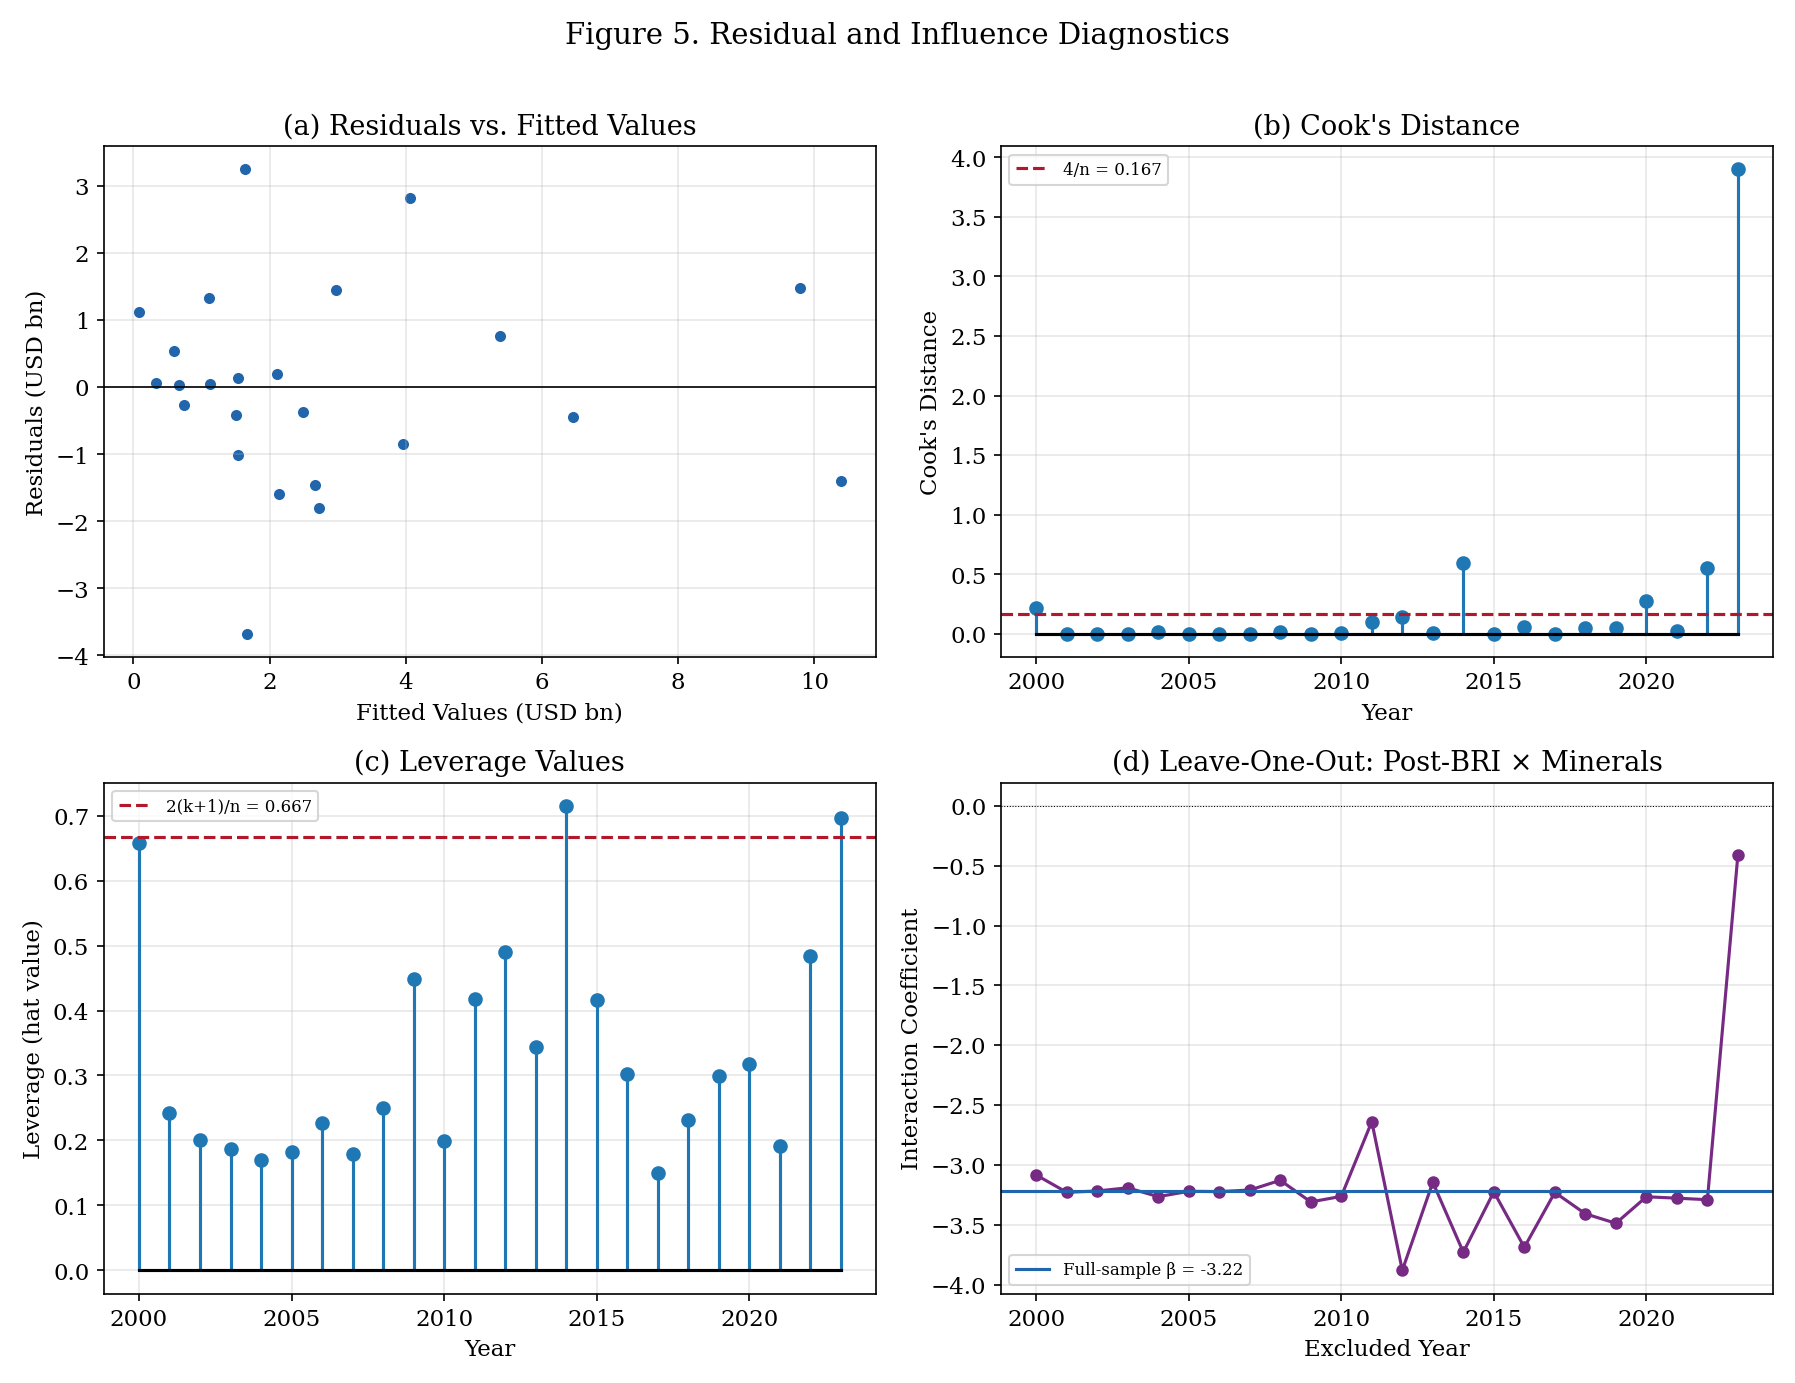 Figure 5. Residual and Influence Diagnostics
(a) Residuals vs. Fitted Values
3
2
1
0
−1
−2
−3
−4
Residuals (USD bn)
0 2 4 6 8 10
Fitted Values (USD bn)
(b) Cook's Distance
4/n = 0.167
4.0
3.5
3.0
2.5
2.0
1.5
1.0
0.5
0.0
Cook's Distance
2000 2005 2010 2015 2020
Year
(c) Leverage Values
2(k+1)/n = 0.667
0.7
0.6
0.5
0.4
0.3
0.2
0.1
0.0
Leverage (hat value)
2000 2005 2010 2015 2020
Year
(d) Leave-One-Out: Post-BRI × Minerals
0.0
−0.5
−1.0
−1.5
−2.0
−2.5
−3.0
−3.5
−4.0
Interaction Coefficient
Full-sample β = -3.22
2000 2005 2010 2015 2020
Excluded Year